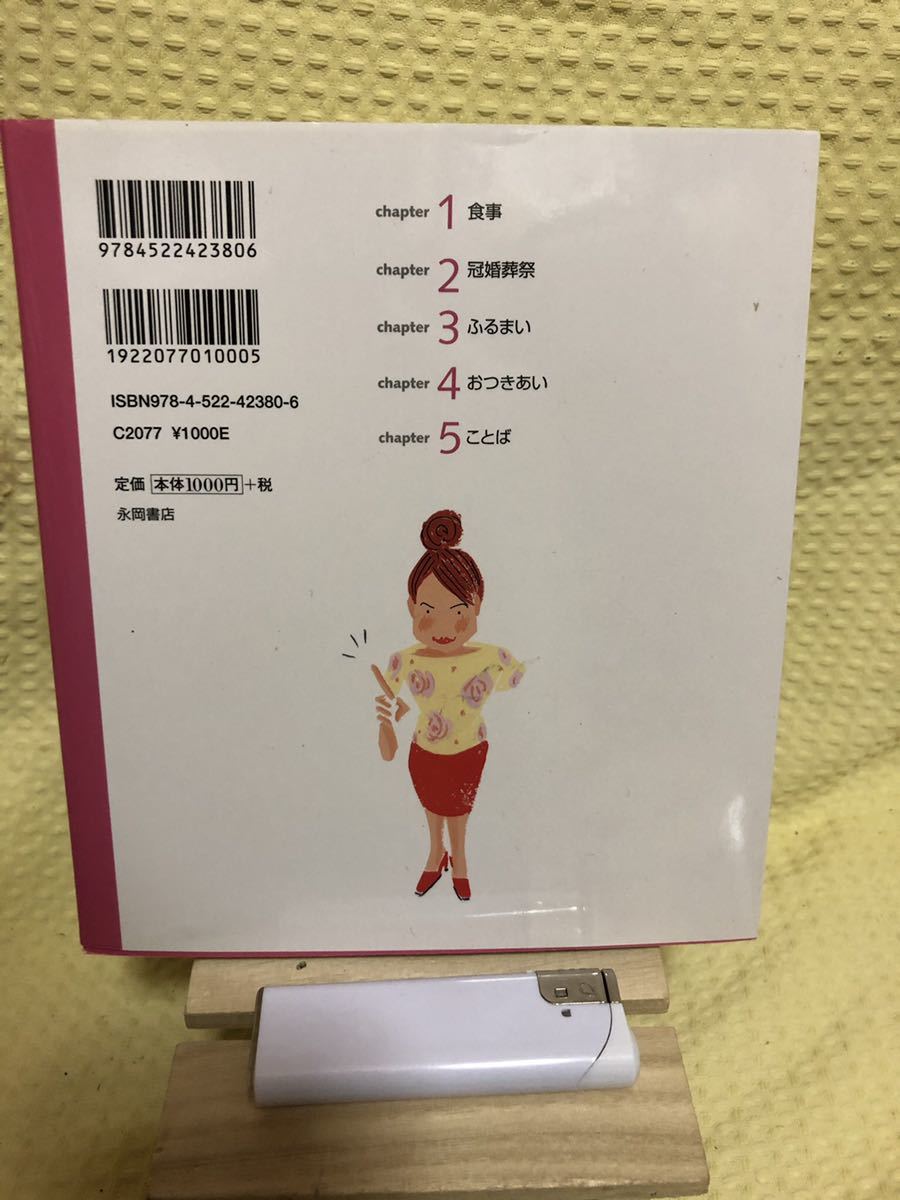 9784522423806
1922077010005
ISBN978-4-522-42380-6
C2077 ¥1000E
定価 本体1000円+税
永岡書店
chapter 1 食事
chapter 2 冠婚葬祭
chapter 3 ふるまい
chapter 4 おつきあい
chapter 5 ことば